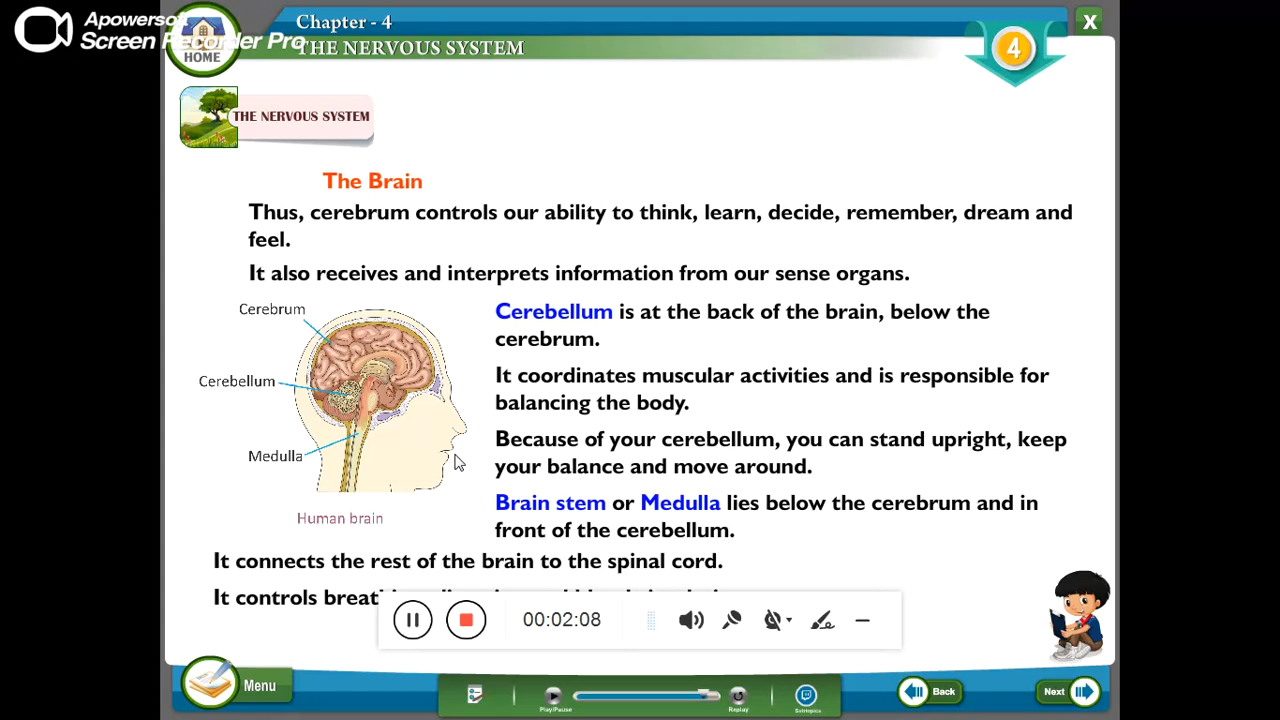 Apowersoft
Screen Recorder Pro
HOME
Chapter - 4
THE NERVOUS SYSTEM
4
X
THE NERVOUS SYSTEM
The Brain
Thus, cerebrum controls our ability to think, learn, decide, remember, dream and
feel.
It also receives and interprets information from our sense organs.
Cerebrum
Cerebellum
Medulla
Human brain
Cerebellum is at the back of the brain, below the
cerebrum.
It coordinates muscular activities and is responsible for
balancing the body.
Because of your cerebellum, you can stand upright, keep
your balance and move around.
Brain stem or Medulla lies below the cerebrum and in
front of the cerebellum.
It connects the rest of the brain to the spinal cord.
It controls
00:02:08
Menu
Play/Pause
Replay
Subtopics
Back
Next